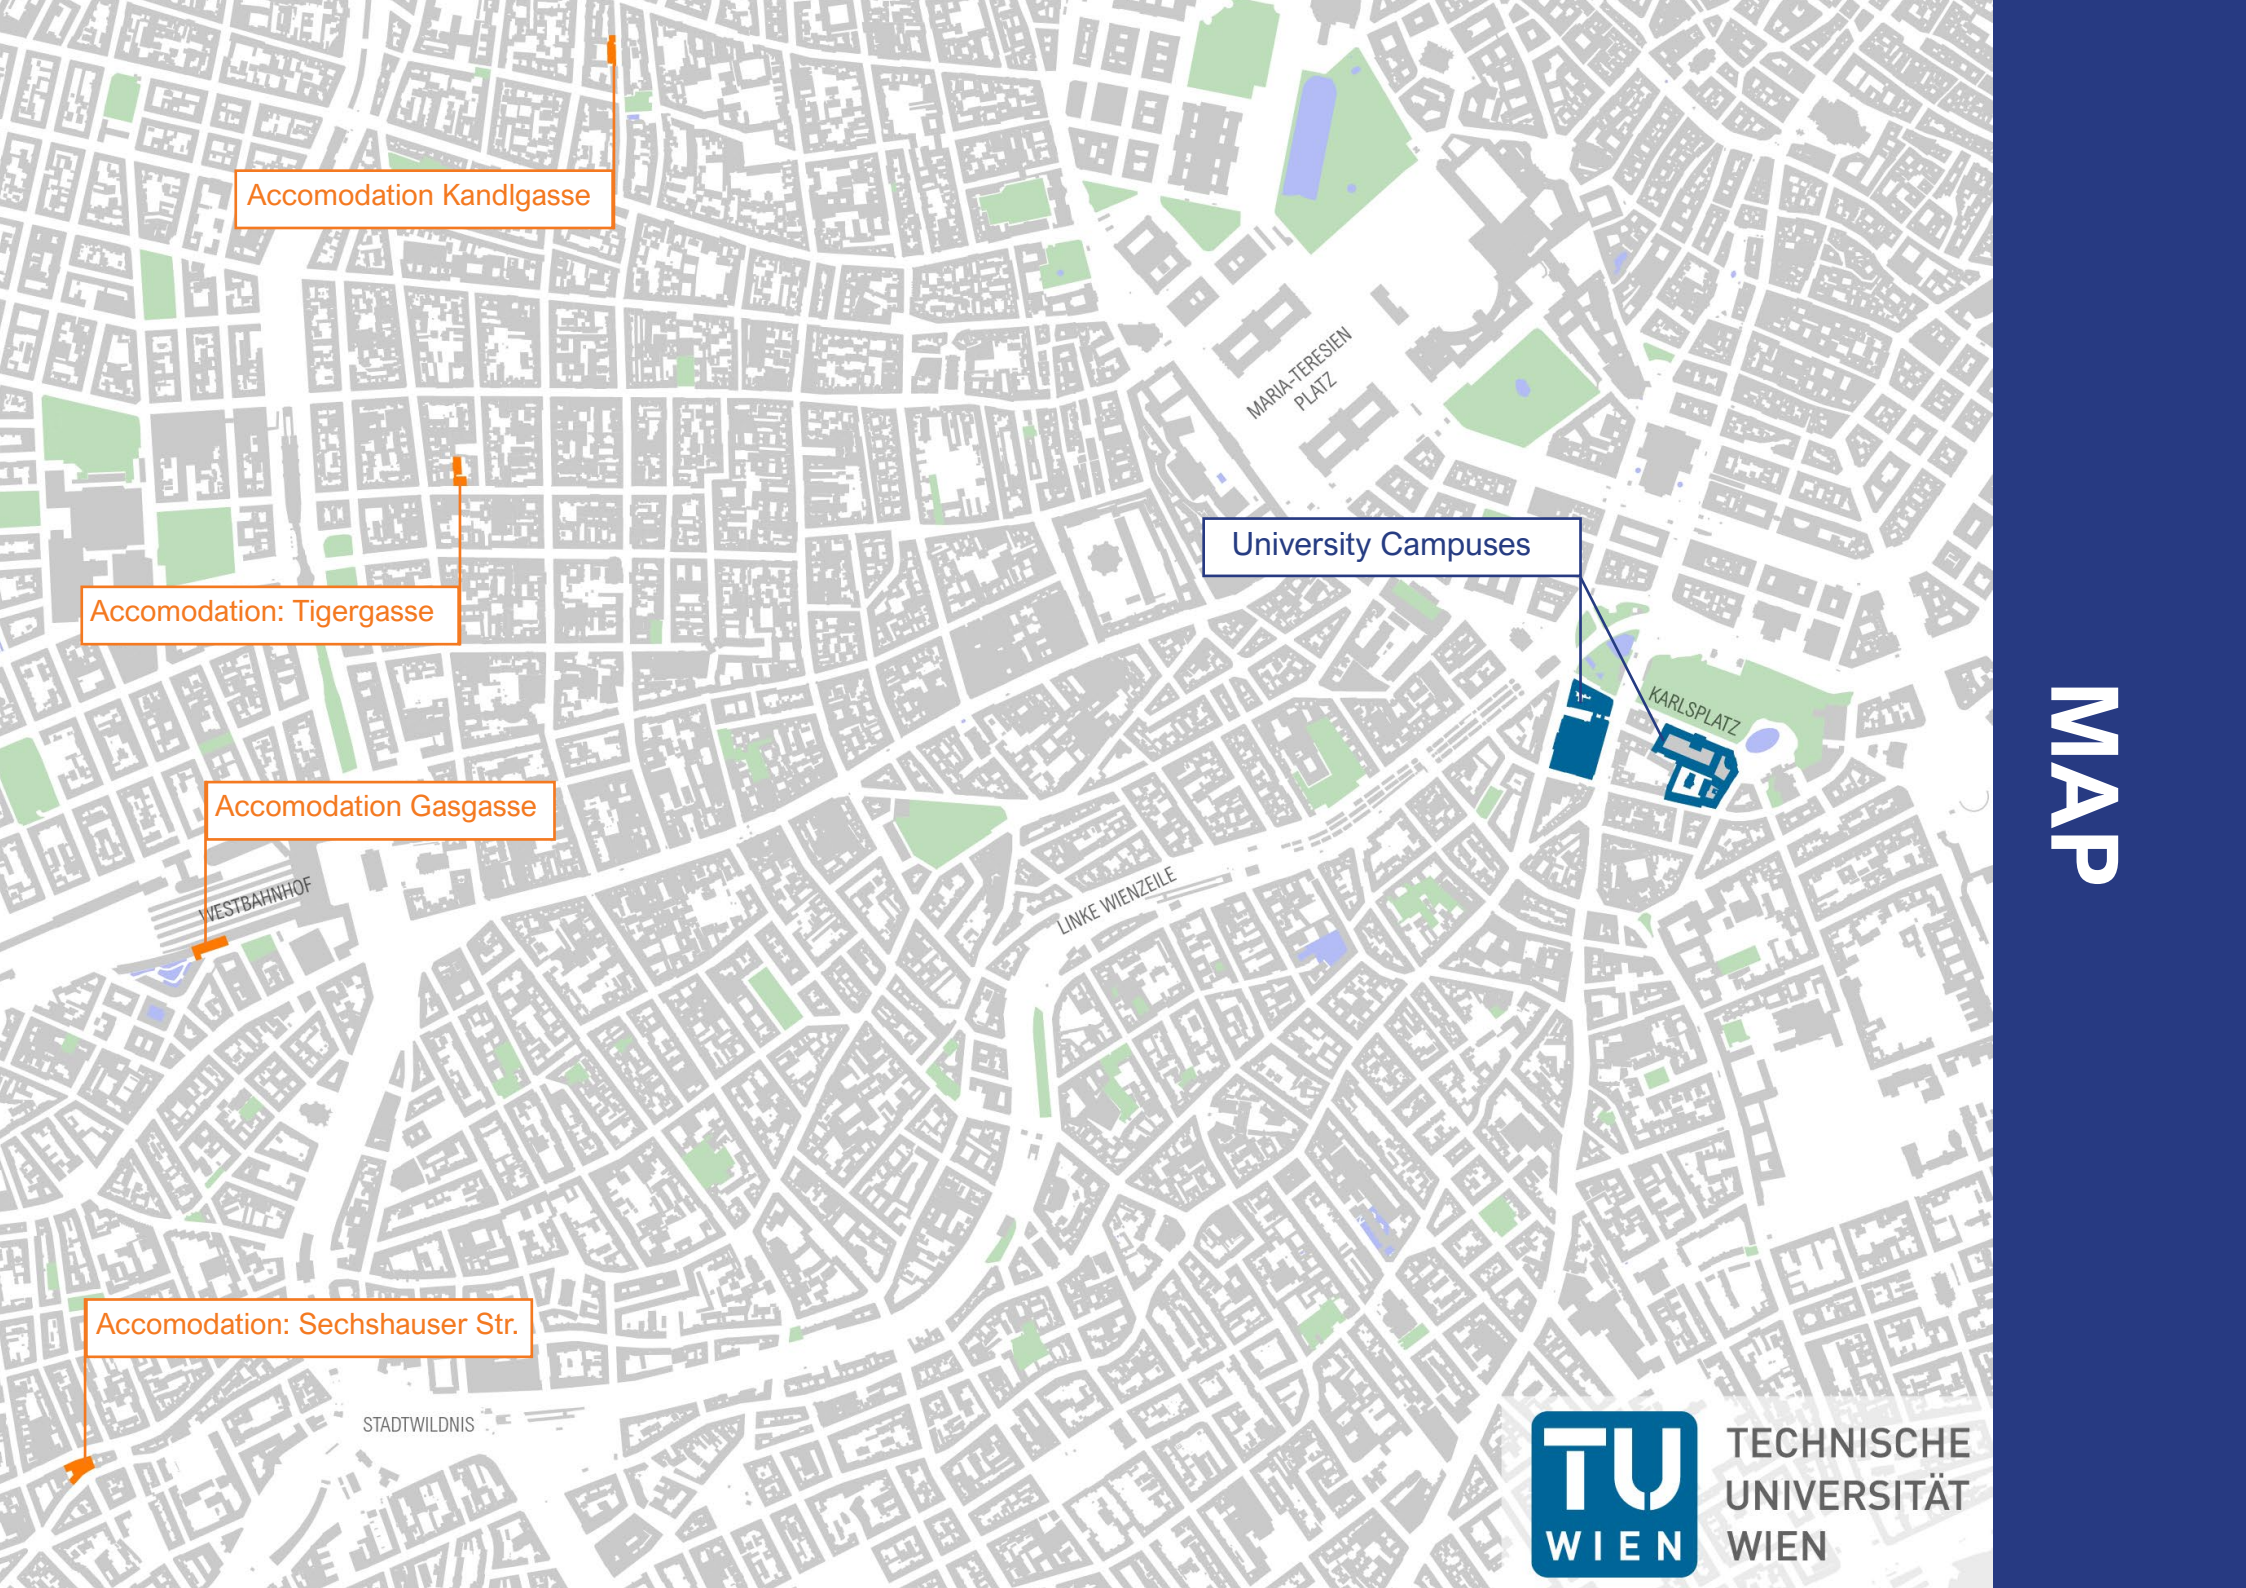 Accomodation Kandlgasse
MARIA-TERESIEN
PLATZ
University Campuses
Accomodation: Tigergasse
KARLSPLATZ
Accomodation Gasgasse
WESTBAHNHOF
LINKE WIENZEILE
Accomodation: Sechshauser Str.
STADTWILDNIS
TU
WIEN
TECHNISCHE
UNIVERSITÄT
WIEN
MAP